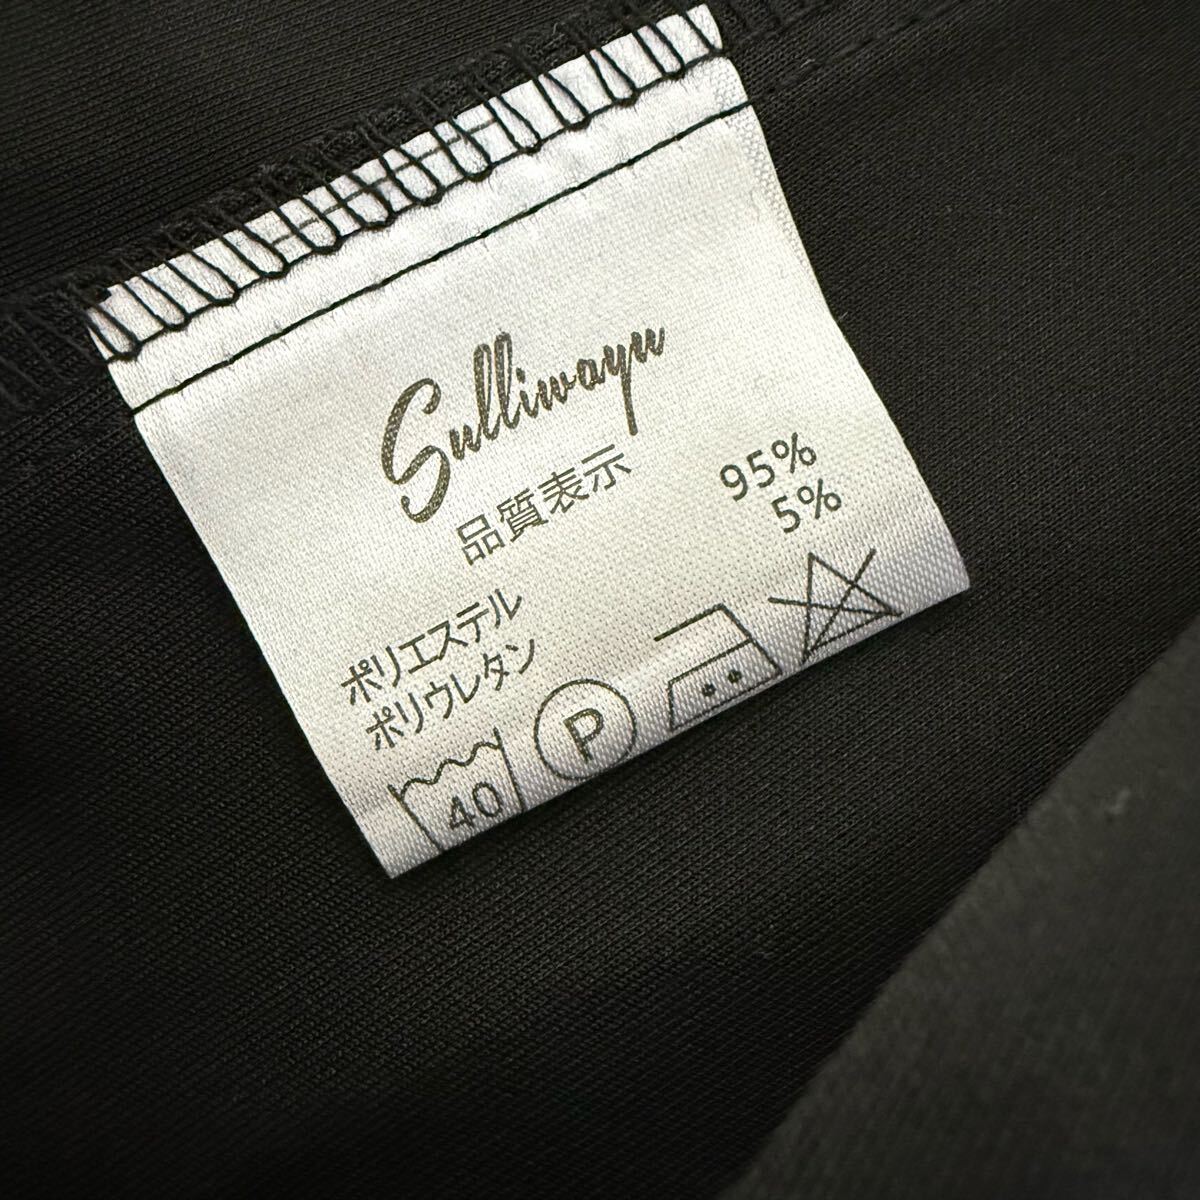 Sulliwayu
品質表示
ポリエステル 95%
ポリウレタン 5%
40 P